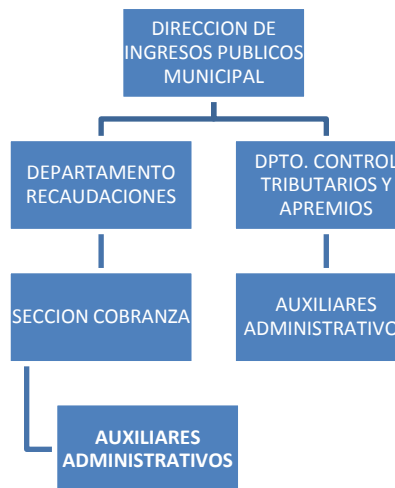 DIRECCION DE
INGRESOS PUBLICOS
MUNICIPAL
DEPARTAMENTO
RECAUDACIONES
DPTO. CONTROL
TRIBUTARIOS Y
APREMIOS
SECCION COBRANZA
AUXILIARES
ADMINISTRATIVO
AUXILIARES
ADMINISTRATIVOS